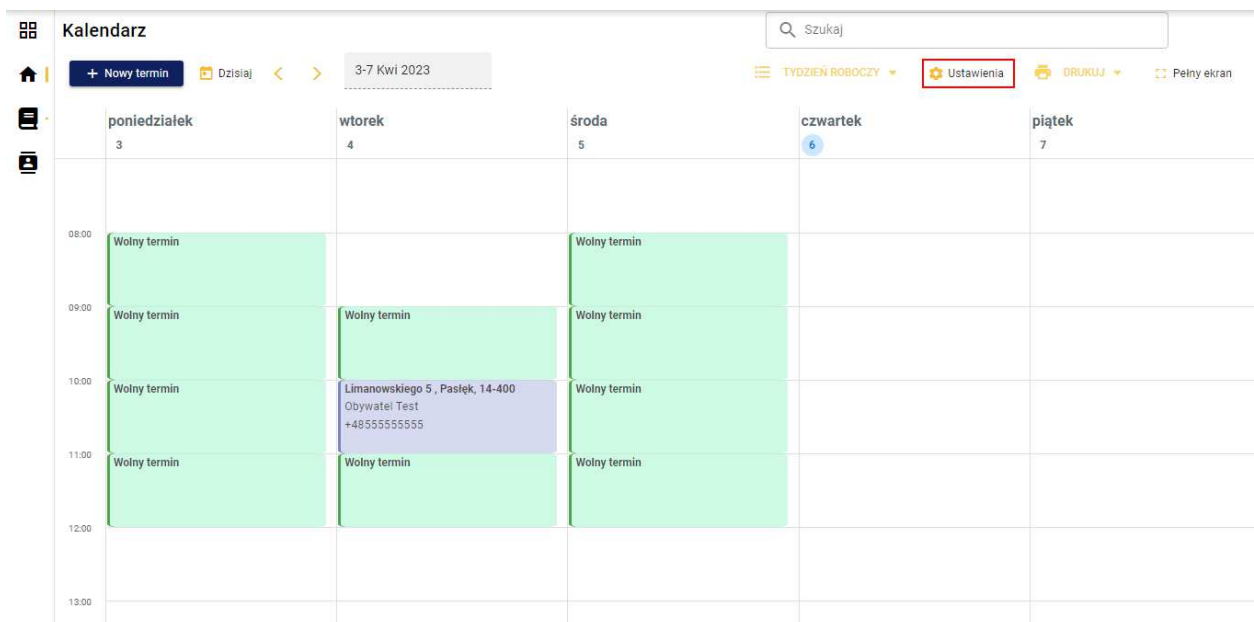 Kalendarz
Szukaj
+ Nowy termin
Dzisiaj
3-7 Kwi 2023
TYDZIEŃ ROBOCZY
Ustawienia
DRUKUJ
Pełny ekran
poniedziałek
wtorek
środa
czwartek
piątek
3
4
5
6
7
08:00
Wolny termin
Wolny termin
09:00
Wolny termin
Wolny termin
Wolny termin
10:00
Wolny termin
Limanowskiego 5 , Pasłęk, 14-400
Obywatel Test
+48555555555
Wolny termin
11:00
Wolny termin
Wolny termin
Wolny termin
12:00
13:00